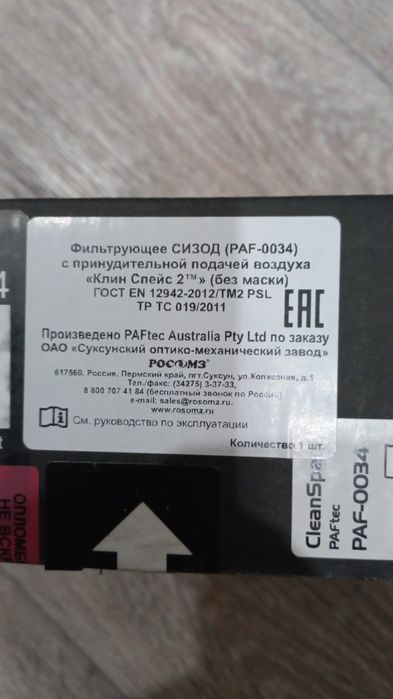 Фильтрующее СИЗОД (PAF-0034)
с принудительной подачей воздуха
«Клин Спейс 2™» (без маски)
ГОСТ EN 12942-2012/TM2 PSL
ТР ТС 019/2011
EAC
Произведено PAFtec Australia Pty Ltd по заказу
ОАО «Суксунский оптико-механический завод»
РОСОМЗ®
617560, Россия, Пермский край, пгт.Суксун, ул.Колхозная, д.1
Тел./факс: (34275) 3-37-33,
8 800 707 41 84 (бесплатный звонок по России)
e-mail: sales@rosomz.ru
www.rosomz.ru
См. руководство по эксплуатации
Количество 1 шт.
4
t
ОПЛОМБ
НЕ ВСК
CleanSpa
PAFtec
PAF-0034